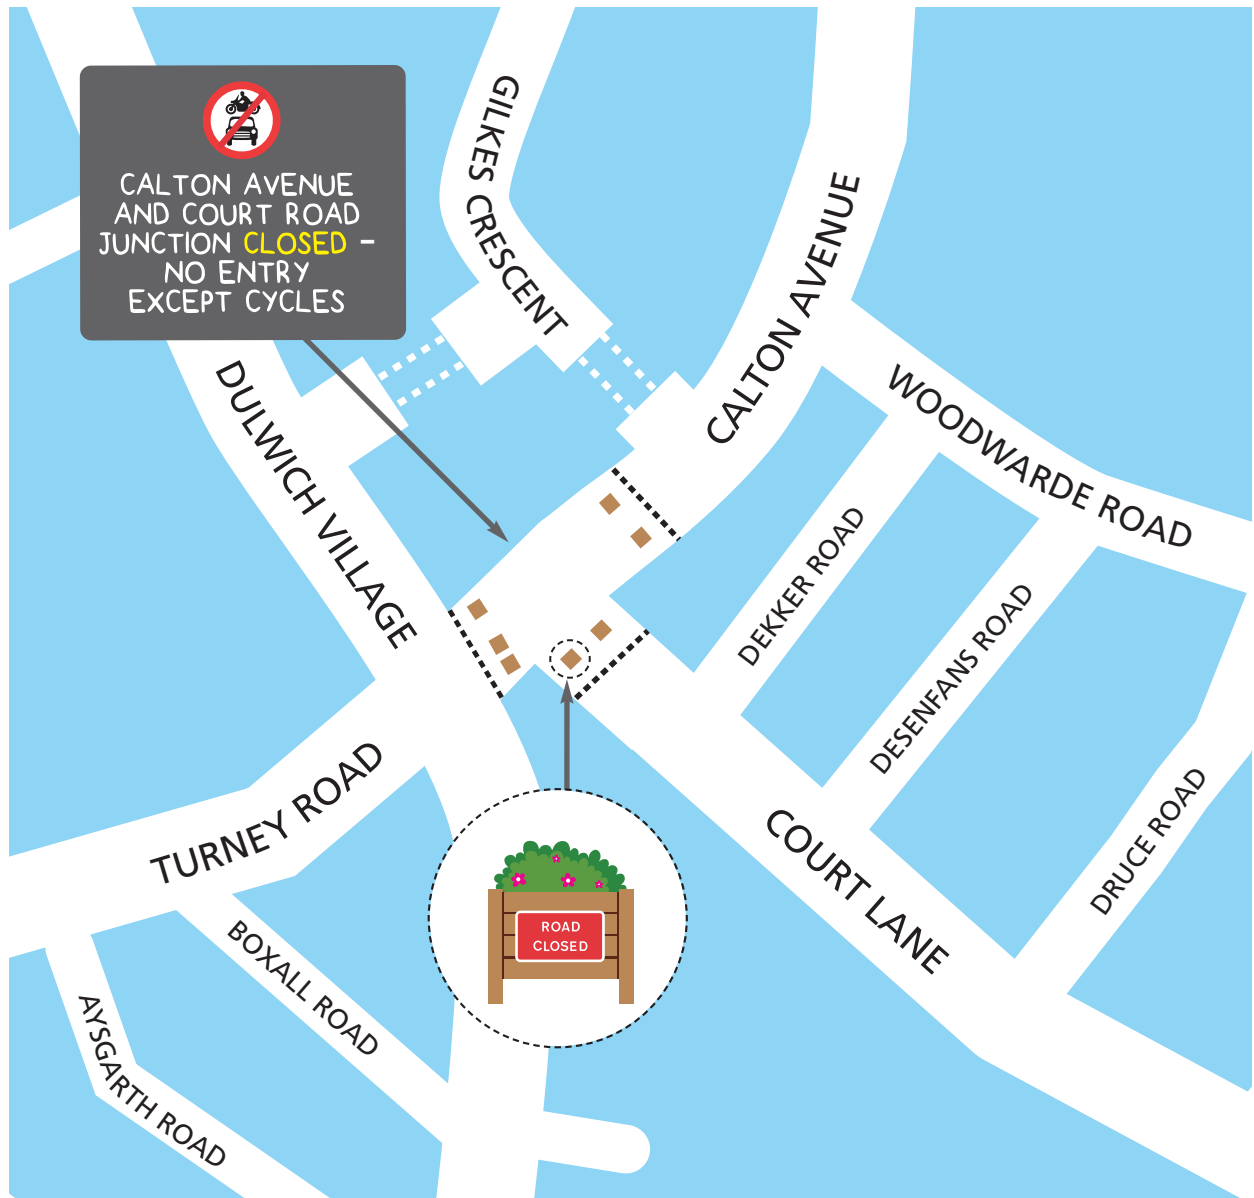 GILKES CRESCENT
CALTON AVENUE
AND COURT ROAD
JUNCTION CLOSED –
NO ENTRY
EXCEPT CYCLES
CALTON AVENUE
DULWICH VILLAGE
WOODWARDE ROAD
DEKKER ROAD
DESENFANS ROAD
DRUCE ROAD
TURNEY ROAD
COURT LANE
ROAD
CLOSED
BOXALL ROAD
AYSGARTH ROAD